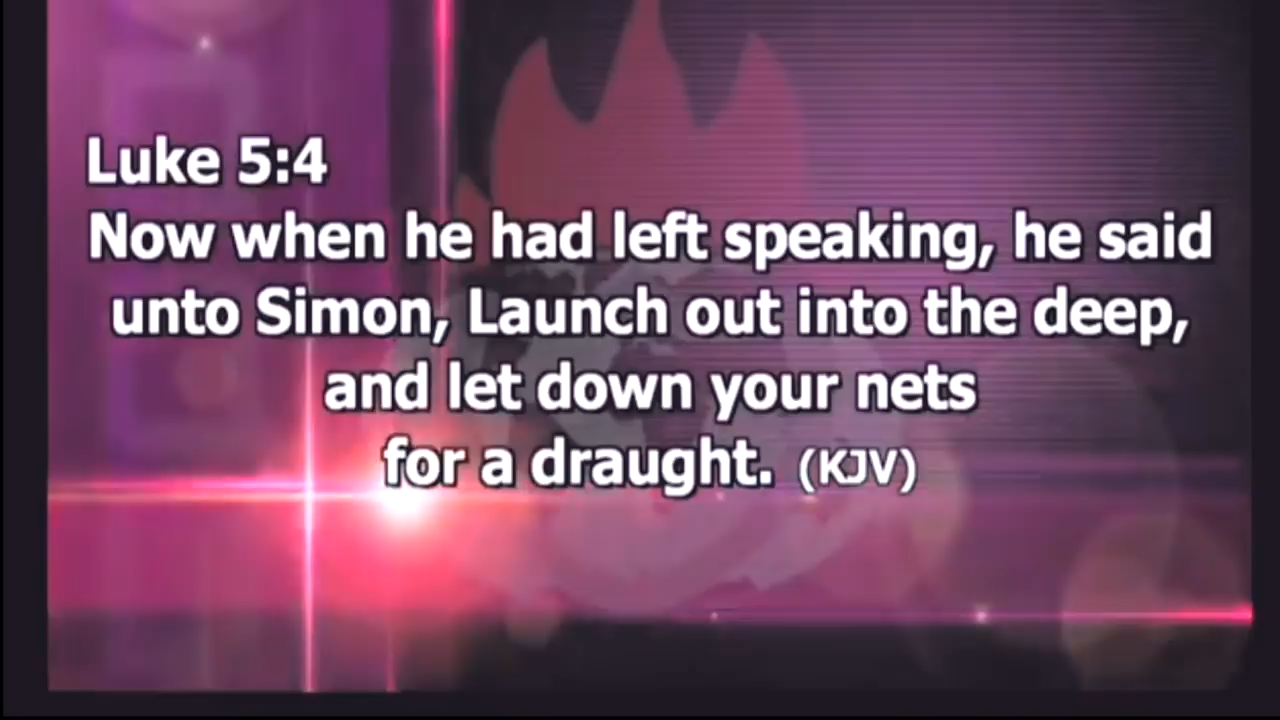 Luke 5:4
Now when he had left speaking, he said
unto Simon, Launch out into the deep,
and let down your nets
for a draught. (KJV)